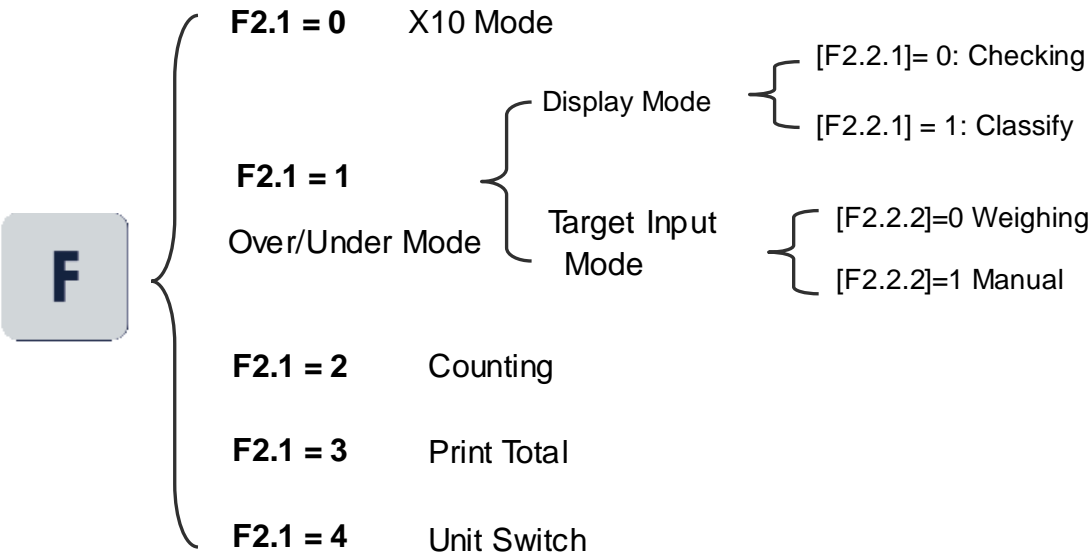 F2.1 = 0 X10 Mode
[F2.2.1]= 0: Checking
Display Mode
[F2.2.1] = 1: Classify
F2.1 = 1
Over/Under Mode
Target Input
Mode
[F2.2.2]=0 Weighing
[F2.2.2]=1 Manual
F
F2.1 = 2 Counting
F2.1 = 3 Print Total
F2.1 = 4 Unit Switch